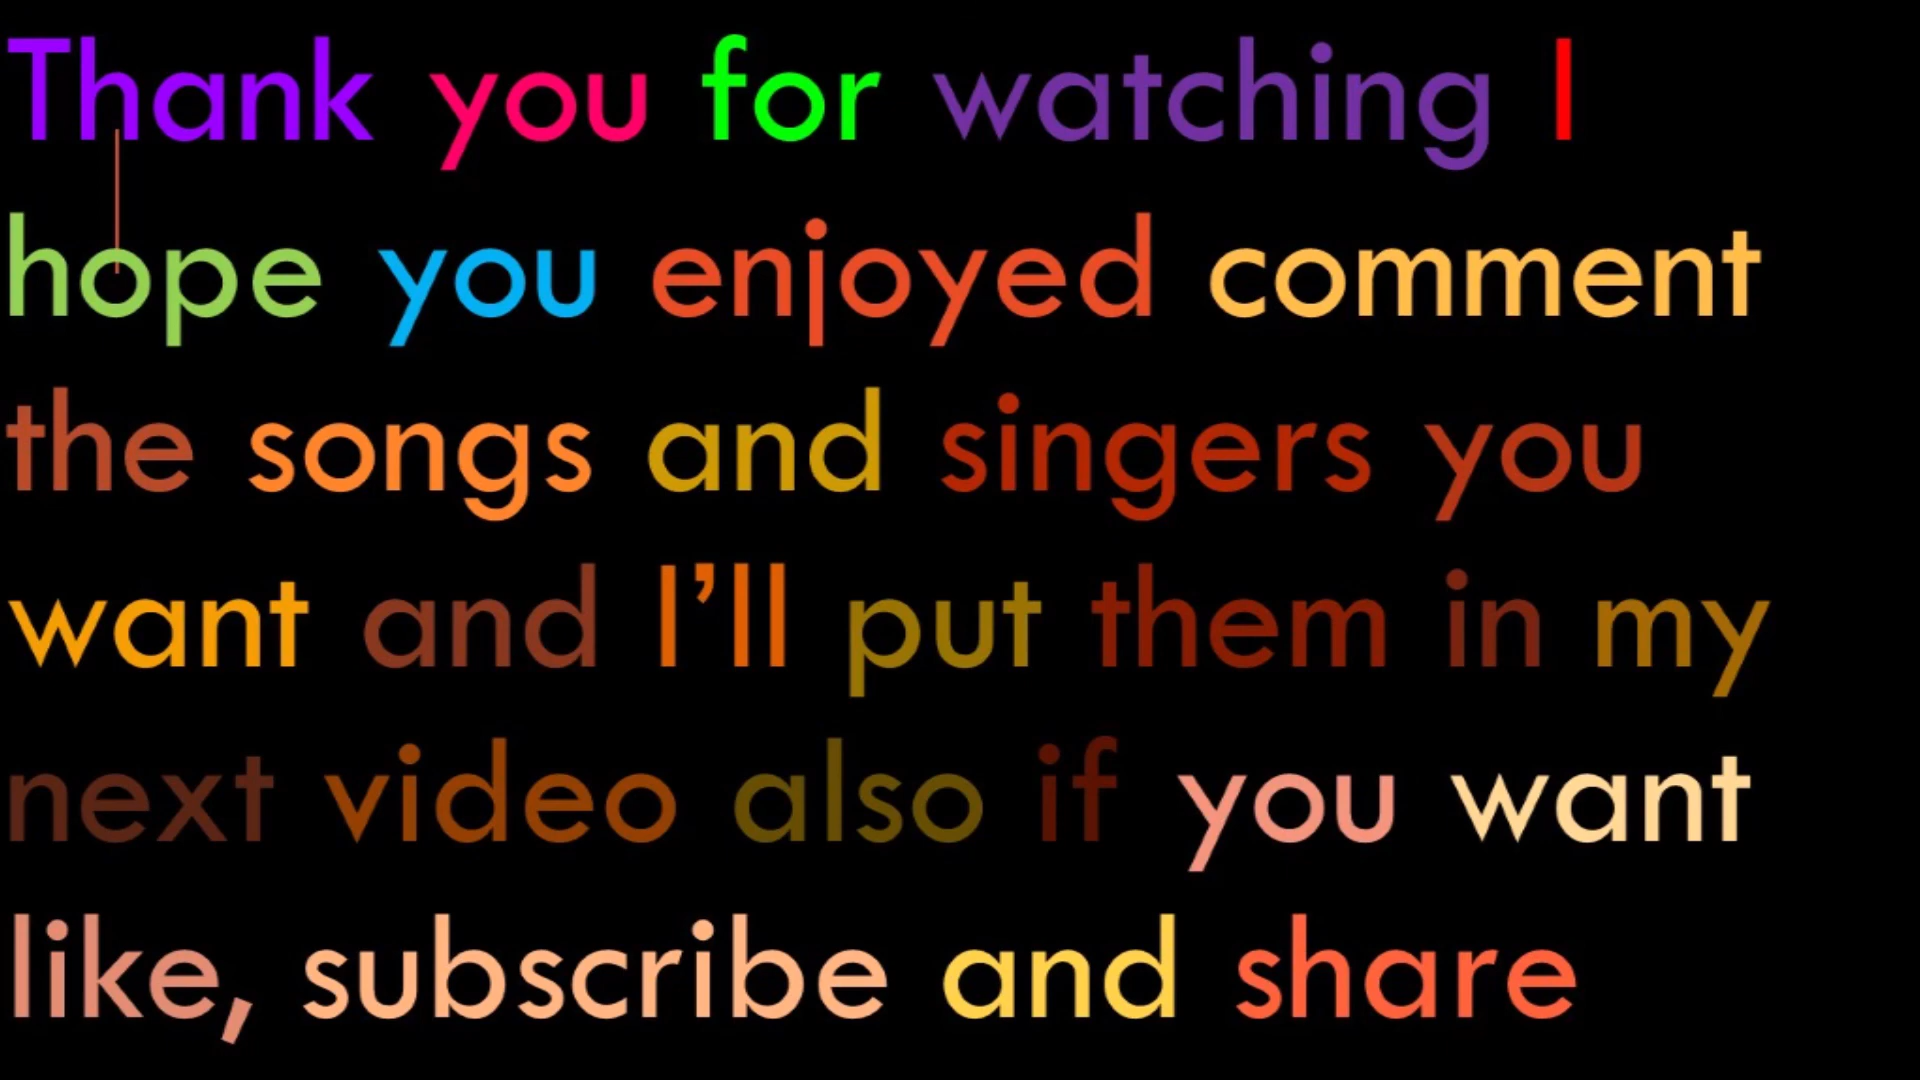 Thank you for watching I
hope you enjoyed comment
the songs and singers you
want and I’ll put them in my
next video also if you want
like, subscribe and share